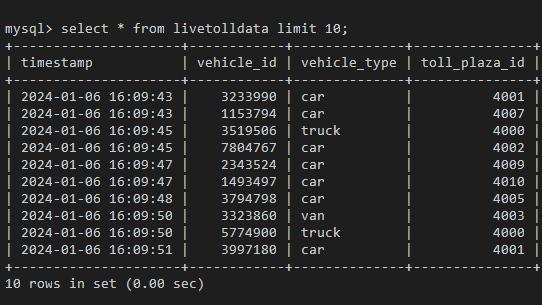 mysql> select * from livetolldata limit 10;
+---------------------+------------+--------------+---------------+
| timestamp           | vehicle_id | vehicle_type | toll_plaza_id |
+---------------------+------------+--------------+---------------+
| 2024-01-06 16:09:43 |    3233990 | car          |          4001 |
| 2024-01-06 16:09:43 |    1153794 | car          |          4007 |
| 2024-01-06 16:09:45 |    3519506 | truck        |          4000 |
| 2024-01-06 16:09:45 |    7804767 | car          |          4002 |
| 2024-01-06 16:09:47 |    2343524 | car          |          4009 |
| 2024-01-06 16:09:47 |    1493497 | car          |          4010 |
| 2024-01-06 16:09:48 |    3794798 | car          |          4005 |
| 2024-01-06 16:09:50 |    3323860 | van          |          4003 |
| 2024-01-06 16:09:50 |    5774900 | truck        |          4000 |
| 2024-01-06 16:09:51 |    3997180 | car          |          4001 |
+---------------------+------------+--------------+---------------+
10 rows in set (0.00 sec)